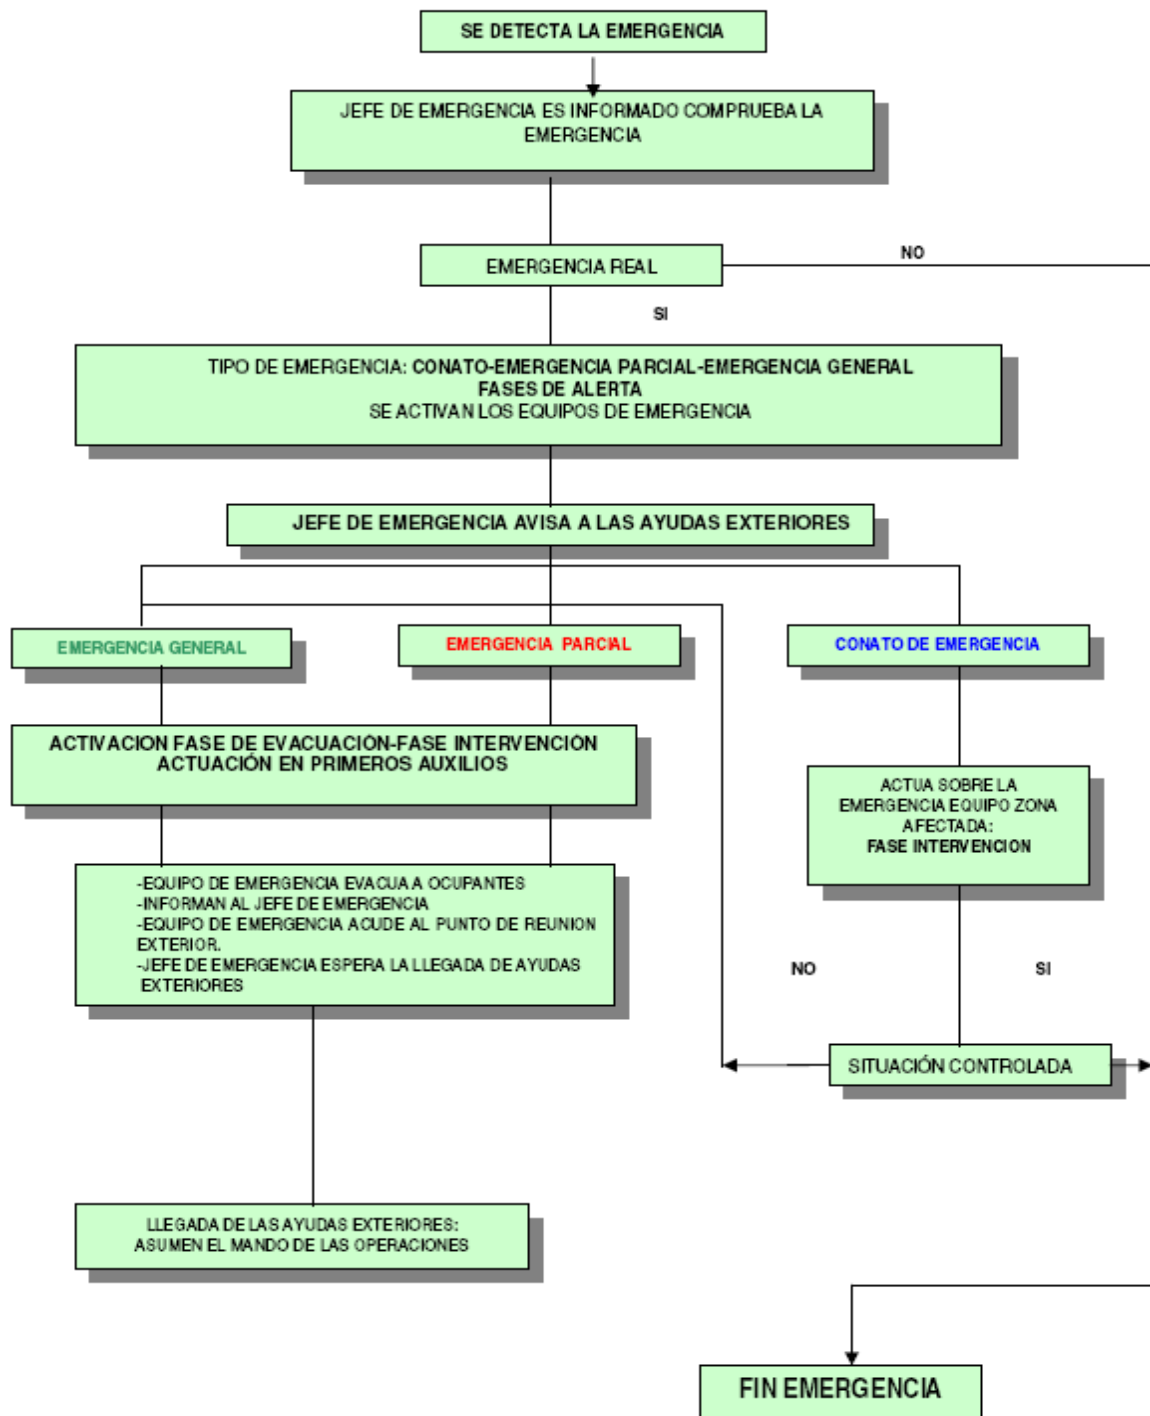 SE DETECTA LA EMERGENCIA
JEFE DE EMERGENCIA ES INFORMADO COMPRUEBA LA
EMERGENCIA
EMERGENCIA REAL
NO
SI
TIPO DE EMERGENCIA: CONATO-EMERGENCIA PARCIAL-EMERGENCIA GENERAL
FASES DE ALERTA
SE ACTIVAN LOS EQUIPOS DE EMERGENCIA
JEFE DE EMERGENCIA AVISA A LAS AYUDAS EXTERIORES
EMERGENCIA GENERAL
EMERGENCIA PARCIAL
CONATO DE EMERGENCIA
ACTIVACION FASE DE EVACUACIÓN-FASE INTERVENCIÓN
ACTUACIÓN EN PRIMEROS AUXILIOS
ACTUA SOBRE LA
EMERGENCIA EQUIPO ZONA
AFECTADA:
FASE INTERVENCION
-EQUIPO DE EMERGENCIA EVACUA A OCUPANTES
-INFORMAN AL JEFE DE EMERGENCIA
-EQUIPO DE EMERGENCIA ACUDE AL PUNTO DE REUNION
EXTERIOR.
-JEFE DE EMERGENCIA ESPERA LA LLEGADA DE AYUDAS
EXTERIORES
NO
SI
SITUACIÓN CONTROLADA
LLEGADA DE LAS AYUDAS EXTERIORES:
ASUMEN EL MANDO DE LAS OPERACIONES
FIN EMERGENCIA